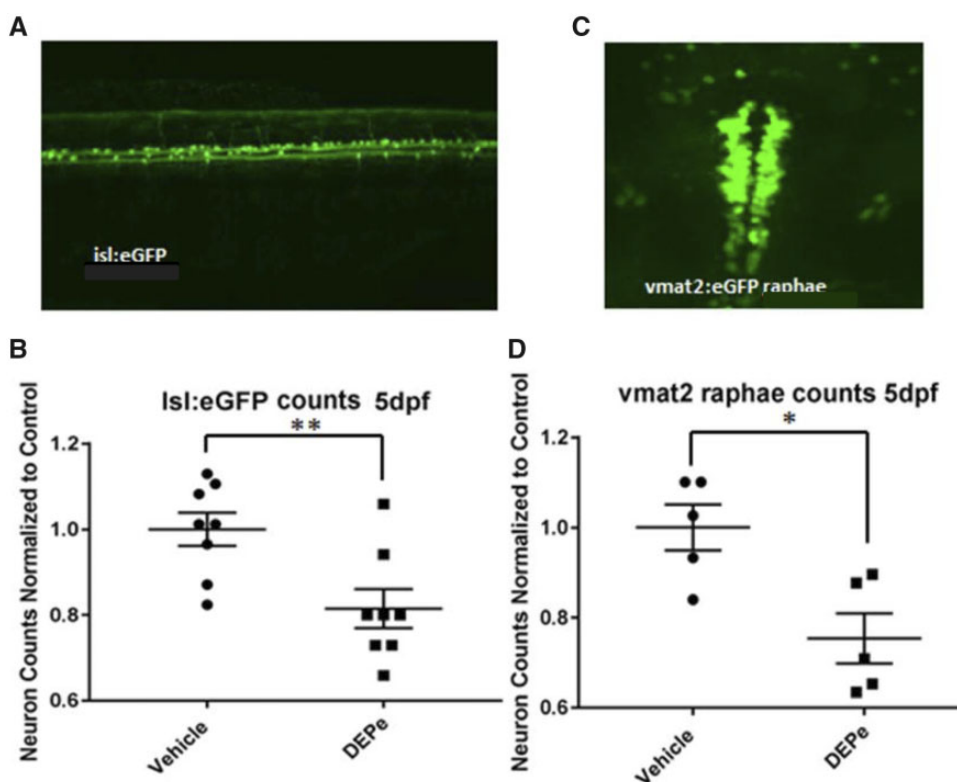 A
isl:eGFP
C
vmat2:eGFP raphae
B
Isl:eGFP counts 5dpf
**
Neuron Counts Normalized to Control
1.2
1.0
0.8
0.6
Vehicle
DEPe
D
vmat2 raphae counts 5dpf
*
Neuron Counts Normalized to Control
1.2
1.0
0.8
0.6
Vehicle
DEPe